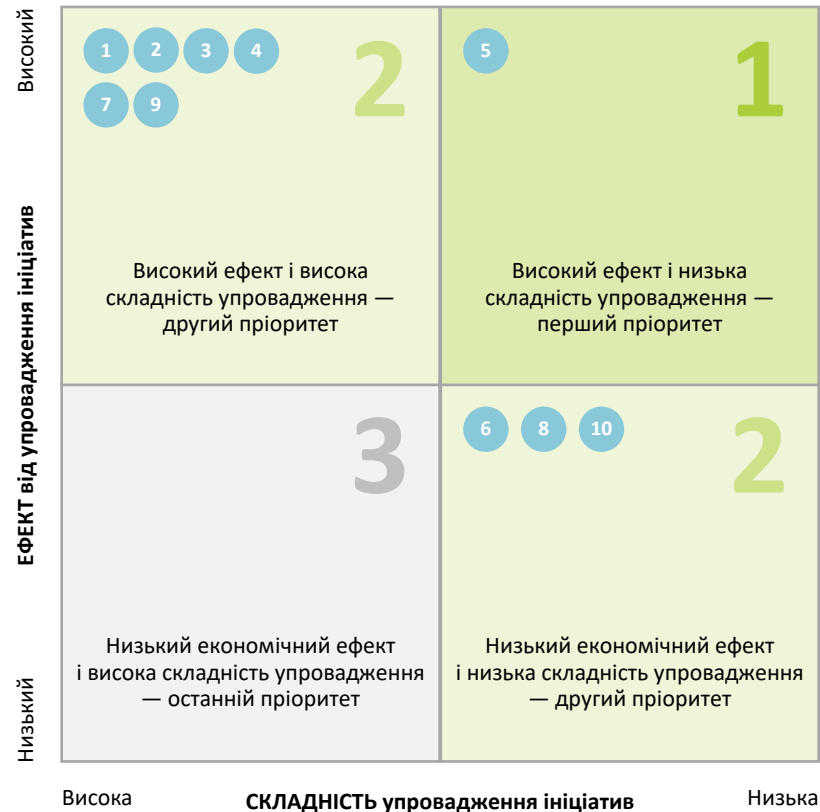 Високий
ЕФЕКТ від упровадження ініціатив
Низький
1 2 3 4
7 9
2
Високий ефект і висока
складність упровадження —
другий пріоритет
5
1
Високий ефект і низька
складність упровадження —
перший пріоритет
3
Низький економічний ефект
і висока складність упровадження
— останній пріоритет
6 8 10
2
Низький економічний ефект
і низька складність упровадження
— другий пріоритет
Висока
СКЛАДНІСТЬ упровадження ініціатив
Низька